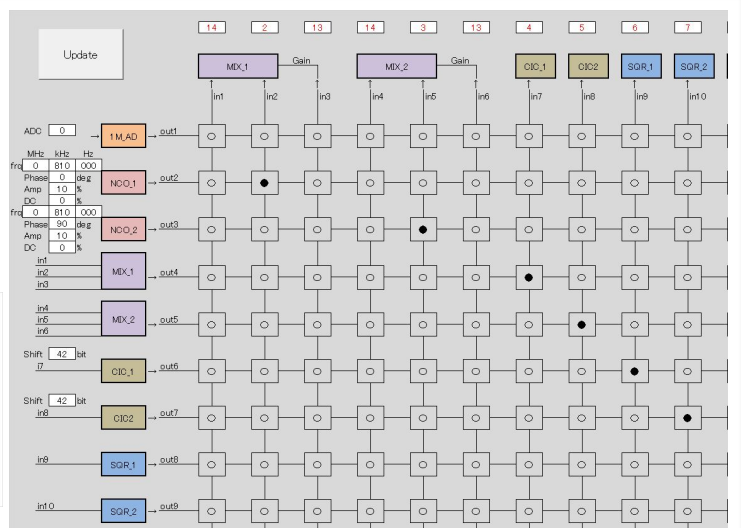 14 2 13 14 3 13 4 5 6 7
Update
MIX_1 Gain MIX_2 Gain CIC_1 CIC2 SQR_1 SQR_2
in1 in2 in3 in4 in5 in6 in7 in8 in9 in10
ADC 0 1M_AD out1
MHz kHz Hz
frq 0 810 000
Phase 0 deg NCO_1 out2
Amp 10 %
DC 0 %
frq 0 810 000
Phase 90 deg NCO_2 out3
Amp 10 %
DC 0 %
in1
in2 MIX_1 out4
in3
in4
in5 MIX_2 out5
in6
Shift 42 bit
i7 CIC_1 out6
Shift 42 bit
in8 CIC2 out7
in9 SQR_1 out8
in10 SQR_2 out9